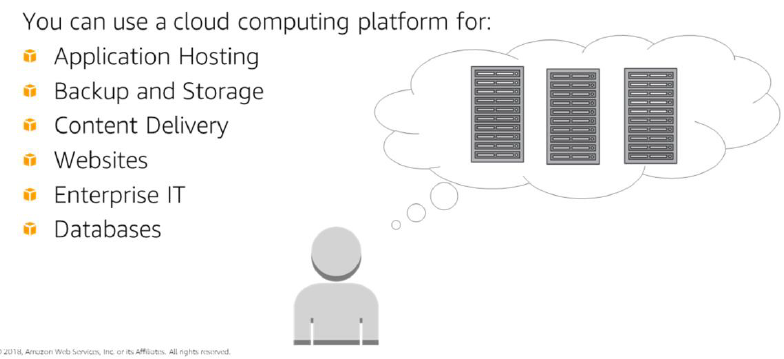 You can use a cloud computing platform for:
Application Hosting
Backup and Storage
Content Delivery
Websites
Enterprise IT
Databases
2018, Amazon Web Services, Inc. or its Affiliates. All rights reserved.